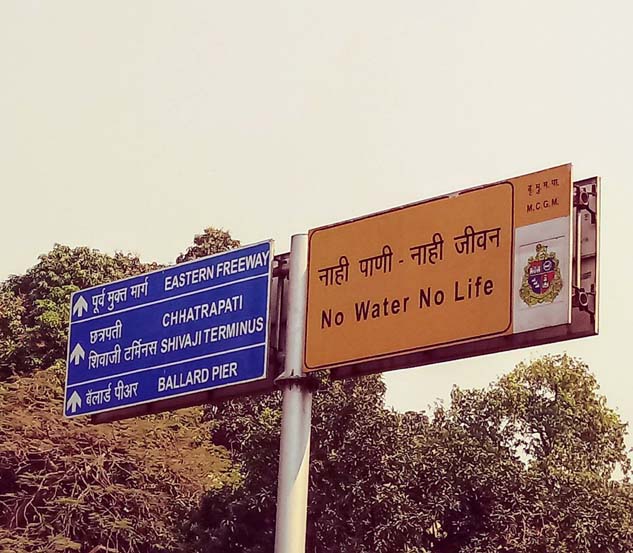 पूर्व मुक्त मार्ग EASTERN FREEWAY
छत्रपती CHHATRAPATI
शिवाजी टर्मिनस SHIVAJI TERMINUS
बॅलार्ड पीअर BALLARD PIER
नाही पाणी - नाही जीवन
No Water No Life
बृ. मु. म. पा.
M.C.G.M.